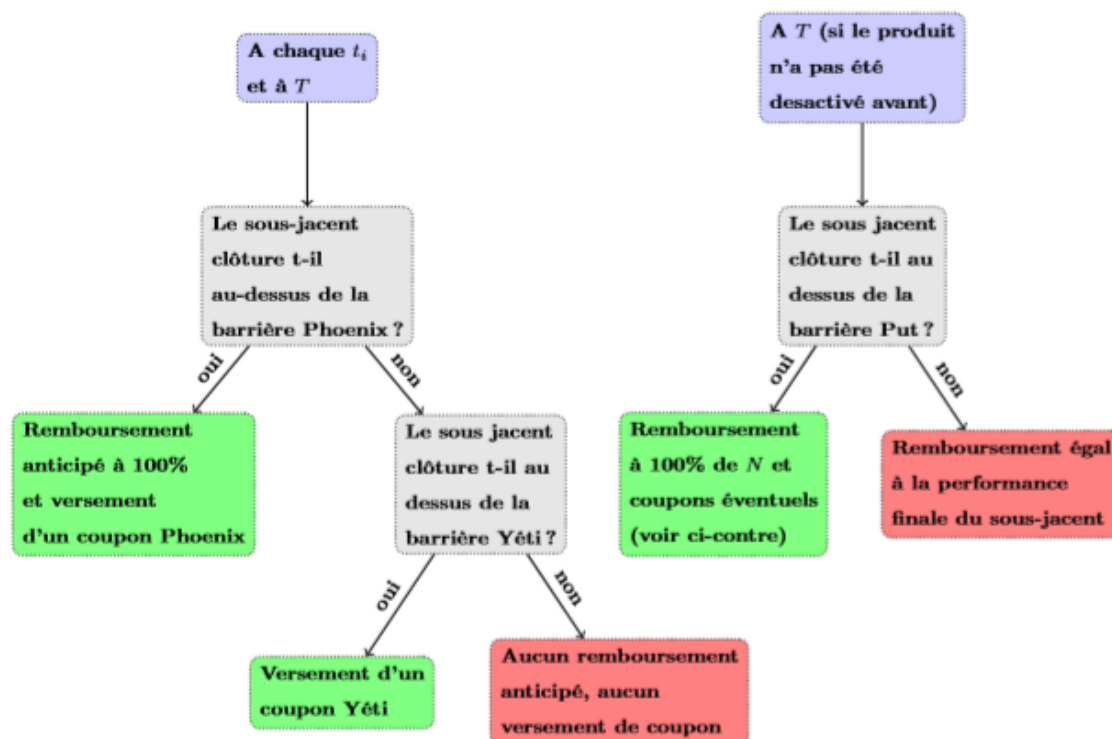 A chaque t_i
et à T
Le sous-jacent
clôture t-il
au-dessus de la
barrière Phoenix ?
oui
non
Remboursement
anticipé à 100%
et versement
d'un coupon Phoenix
Le sous jacent
clôture t-il au
dessus de la
barrière Yéti ?
oui
non
Versement d'un
coupon Yéti
Aucun remboursement
anticipé, aucun
versement de coupon
A T (si le produit
n'a pas été
desactivé avant)
Le sous jacent
clôture t-il au
dessus de la
barrière Put ?
oui
non
Remboursement
à 100% de N et
coupons éventuels
(voir ci-contre)
Remboursement égal
à la performance
finale du sous-jacent